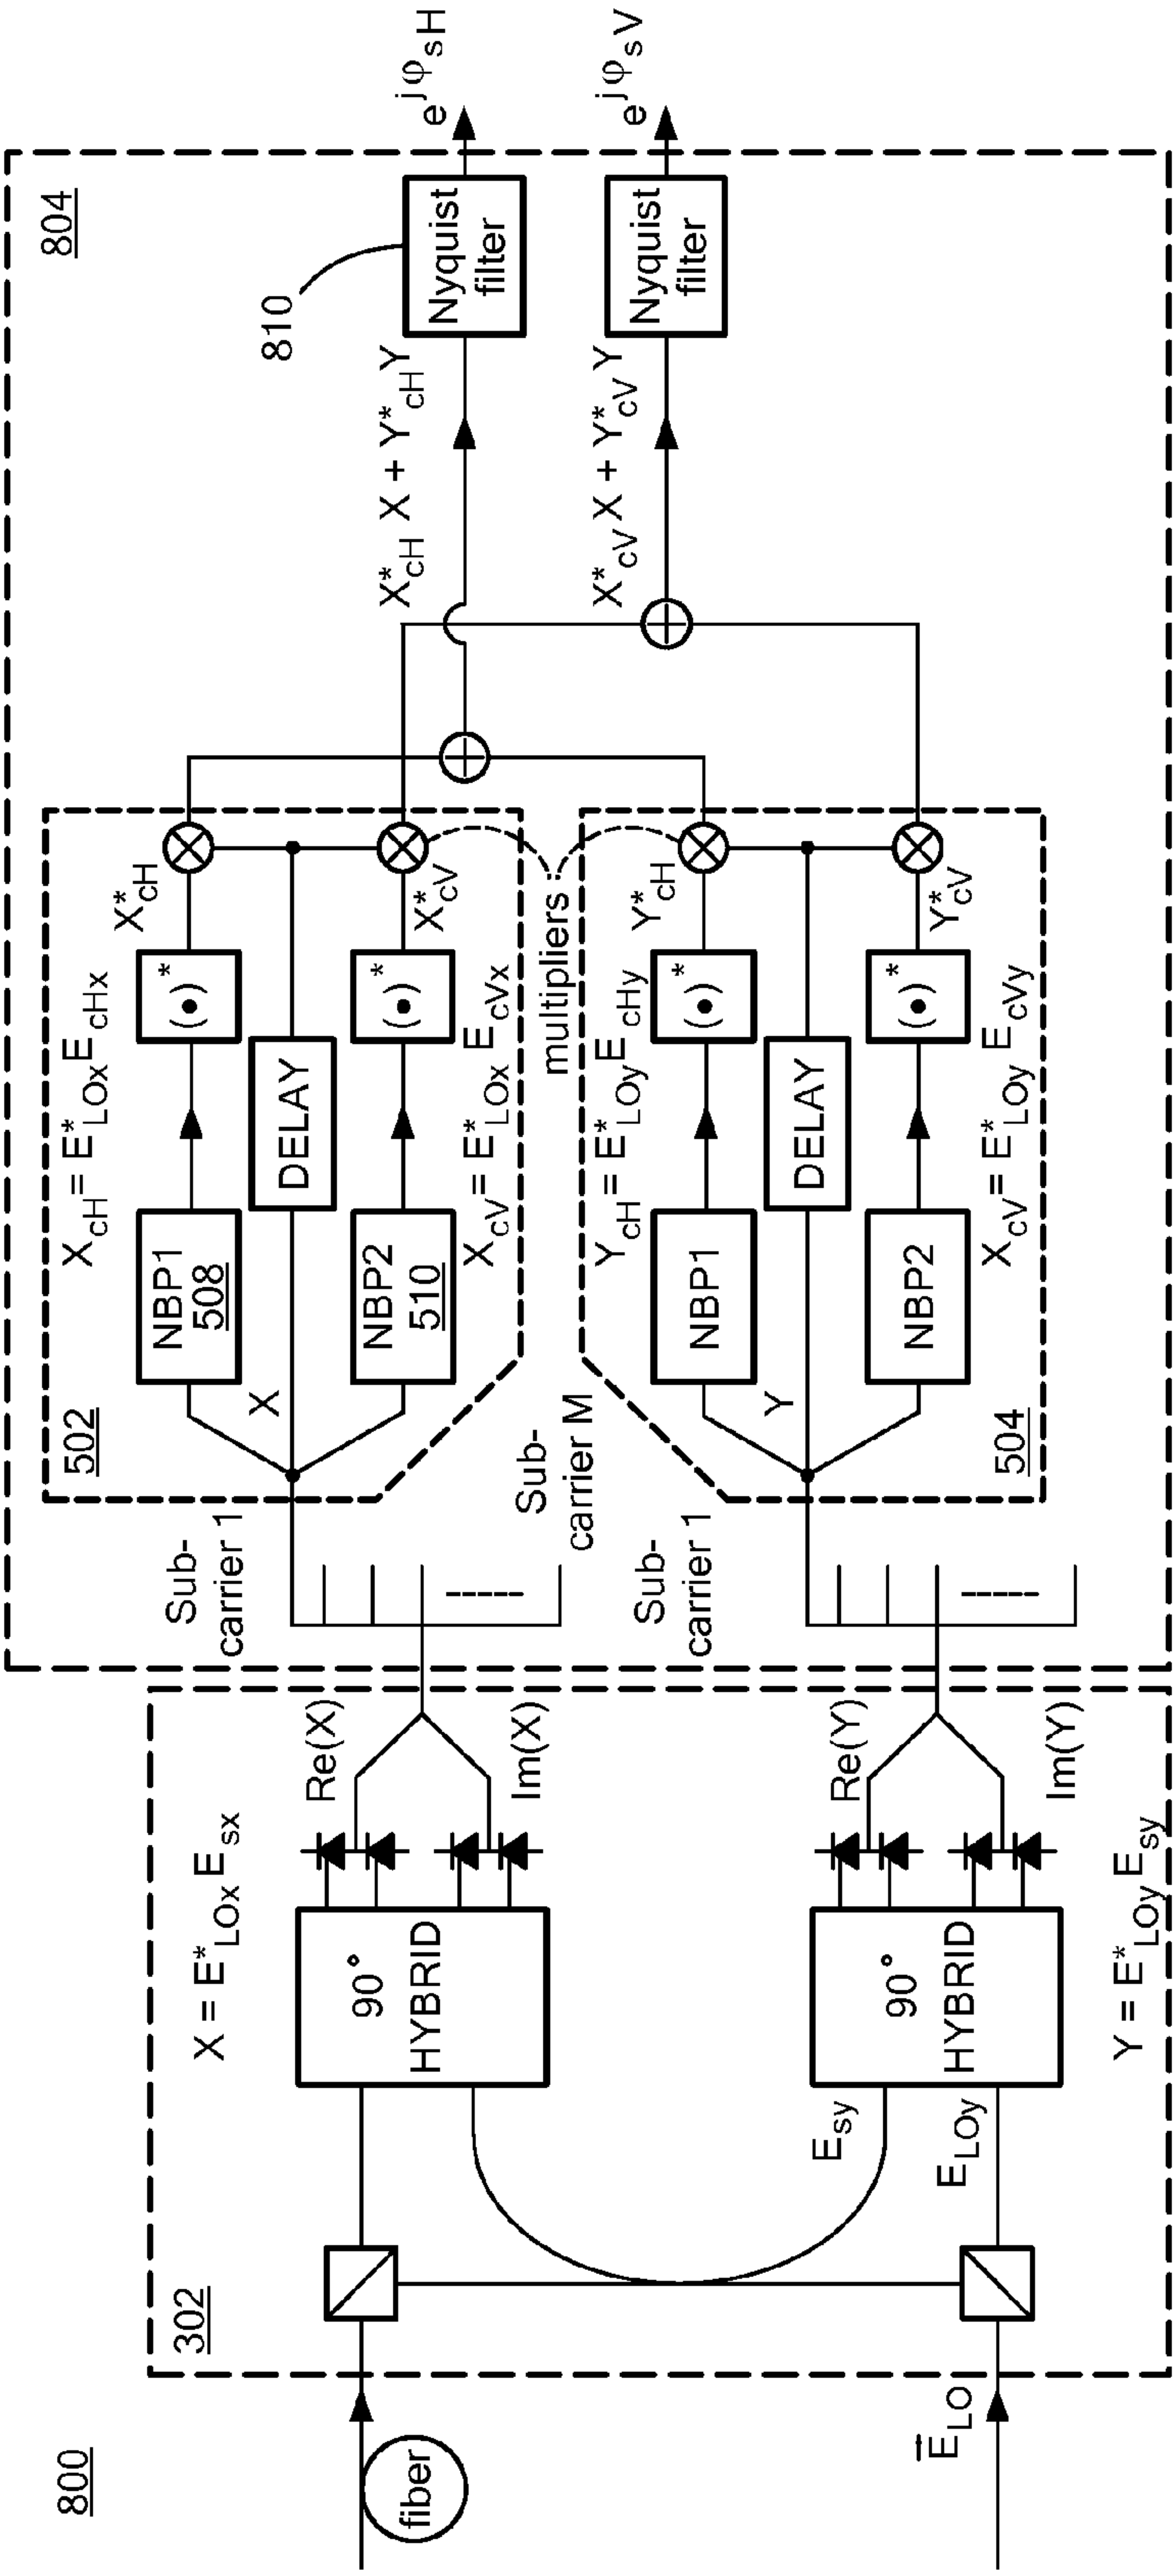 800
fiber
E̅_LO
302
X = E*_LOx E_sx
90°
HYBRID
Re(X)
Im(X)
E_sy
E_LOy
90°
HYBRID
Re(Y)
Im(Y)
Y = E*_LOy E_sy
804
Sub-
carrier 1
Sub-
carrier M
Sub-
carrier 1
502
X
NBP1
508
X_cH = E*_LOx E_cHx
(•)*
X*_cH
DELAY
NBP2
510
X_cV = E*_LOx E_cVx
(•)*
X*_cV
multipliers
504
Y
NBP1
Y_cH = E*_LOy E_cHy
(•)*
Y*_cH
DELAY
NBP2
X_cV = E*_LOy E_cVy
(•)*
Y*_cV
X*_cH X + Y*_cH Y
X*_cV X + Y*_cV Y
810
Nyquist
filter
Nyquist
filter
e^jφ_sH
e^jφ_sV